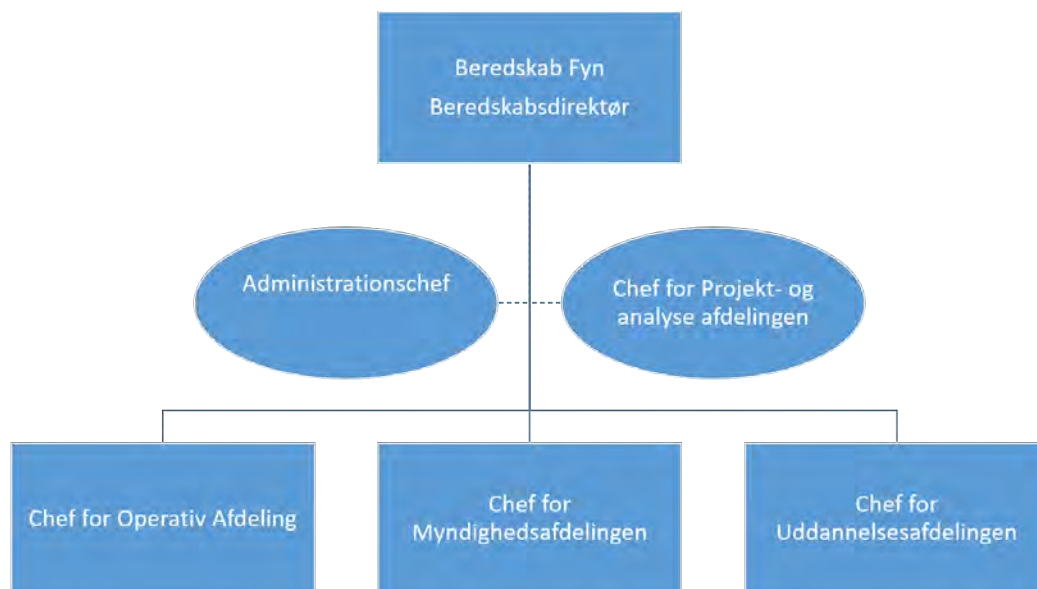 Beredskab Fyn
Beredskabsdirektør
Administrationschef
Chef for Projekt- og
analyse afdelingen
Chef for Operativ Afdeling
Chef for
Myndighedsafdelingen
Chef for
Uddannelsesafdelingen